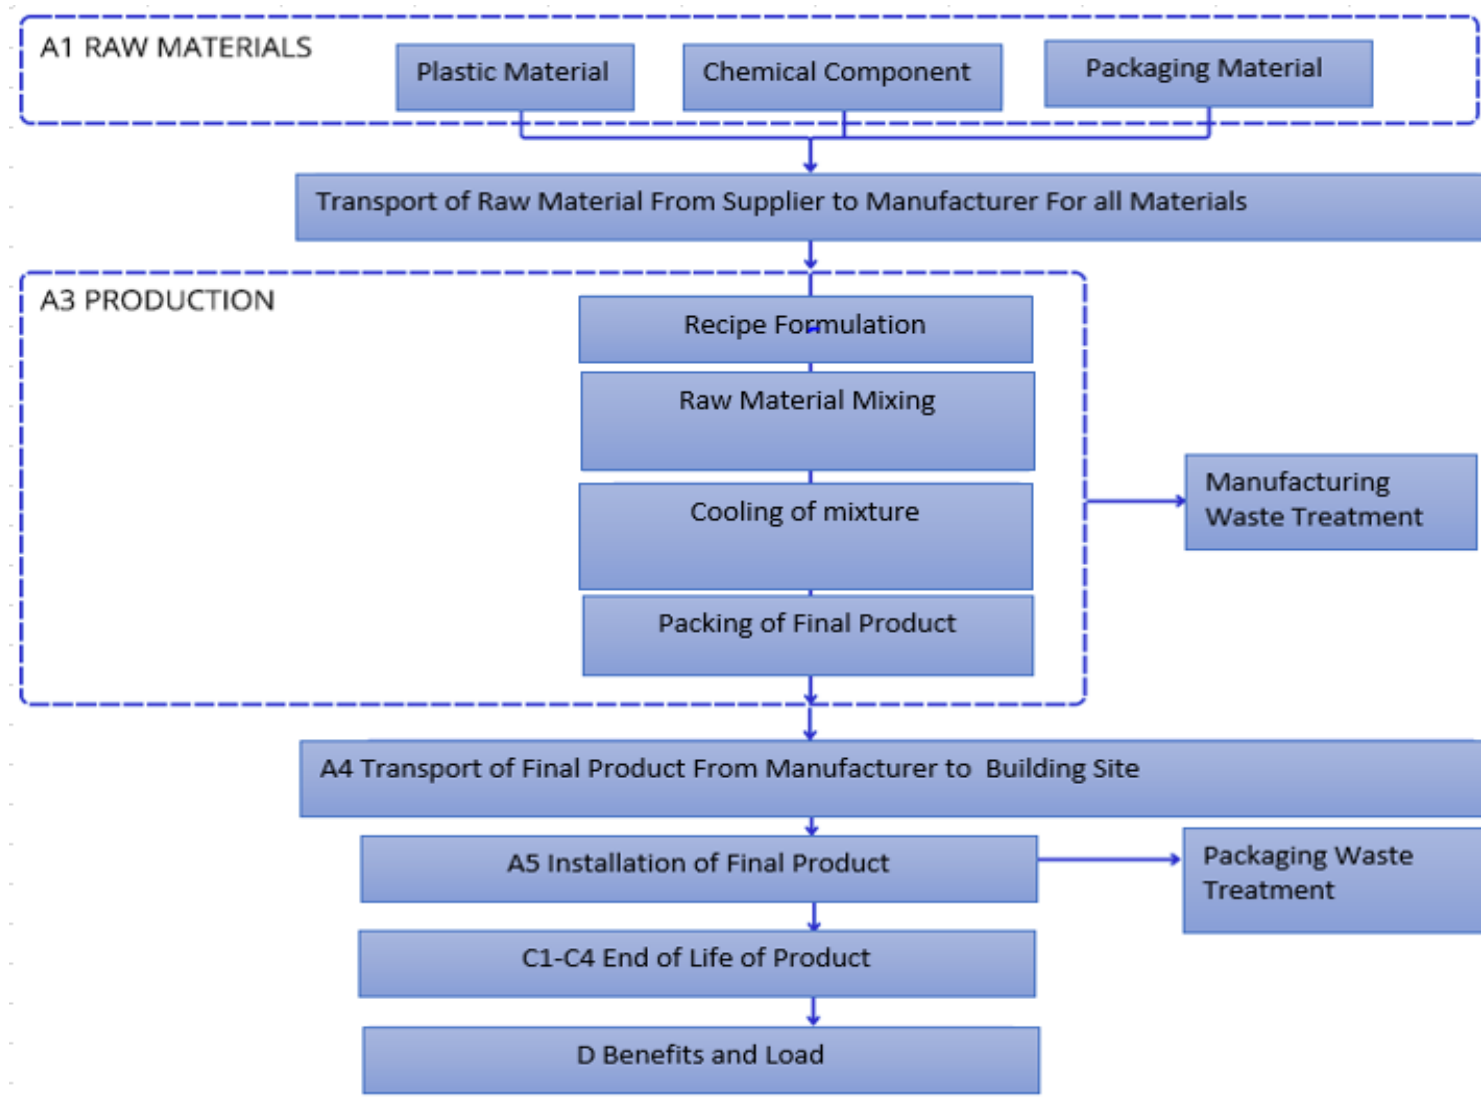 A1 RAW MATERIALS
Plastic Material
Chemical Component
Packaging Material
Transport of Raw Material From Supplier to Manufacturer For all Materials
A3 PRODUCTION
Recipe Formulation
Raw Material Mixing
Cooling of mixture
Manufacturing
Waste Treatment
Packing of Final Product
A4 Transport of Final Product From Manufacturer to  Building Site
A5 Installation of Final Product
Packaging Waste
Treatment
C1-C4 End of Life of Product
D Benefits and Load